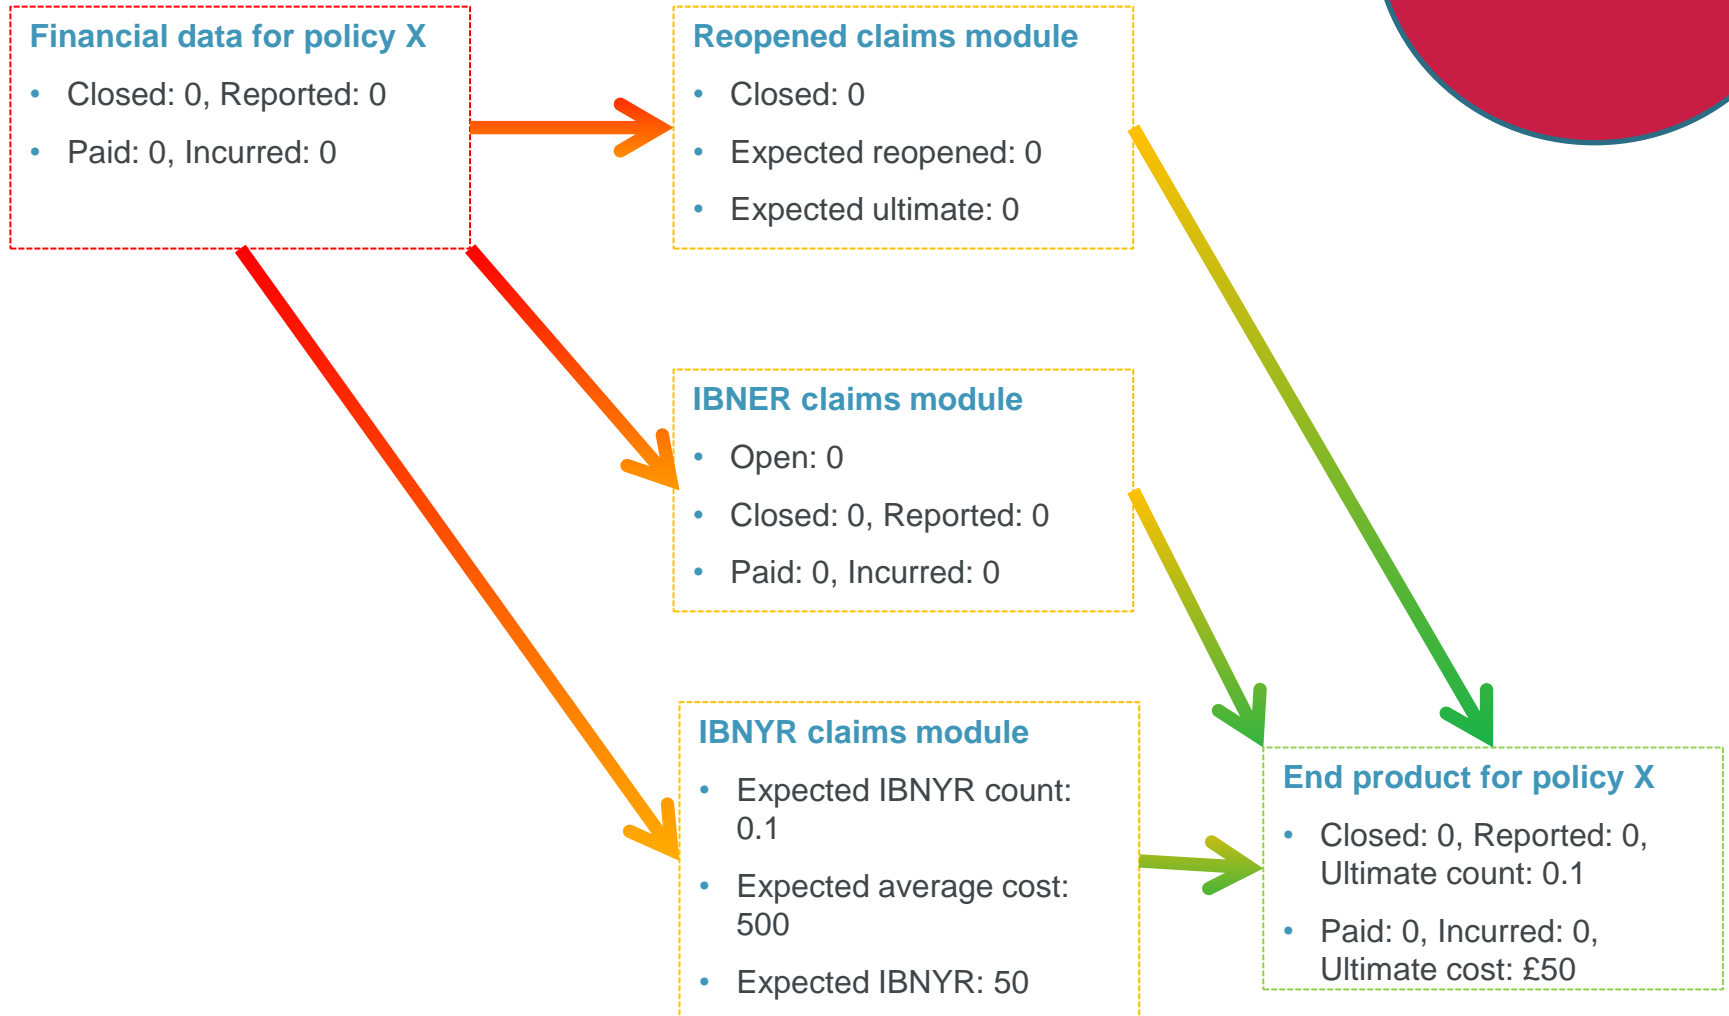 Financial data for policy X
• Closed: 0, Reported: 0
• Paid: 0, Incurred: 0
Reopened claims module
• Closed: 0
• Expected reopened: 0
• Expected ultimate: 0
IBNER claims module
• Open: 0
• Closed: 0, Reported: 0
• Paid: 0, Incurred: 0
IBNYR claims module
• Expected IBNYR count:
0.1
• Expected average cost:
500
• Expected IBNYR: 50
End product for policy X
• Closed: 0, Reported: 0,
Ultimate count: 0.1
• Paid: 0, Incurred: 0,
Ultimate cost: £50